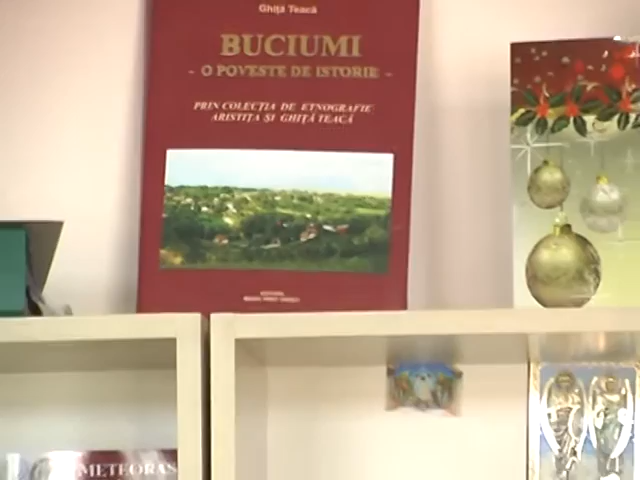 Ghiță Teacă
BUCIUMI
- O POVESTE DE ISTORIE -
PRIN COLECȚIA DE ETNOGRAFIE
ARISTIȚA ȘI GHIȚĂ TEACĂ
METEORA